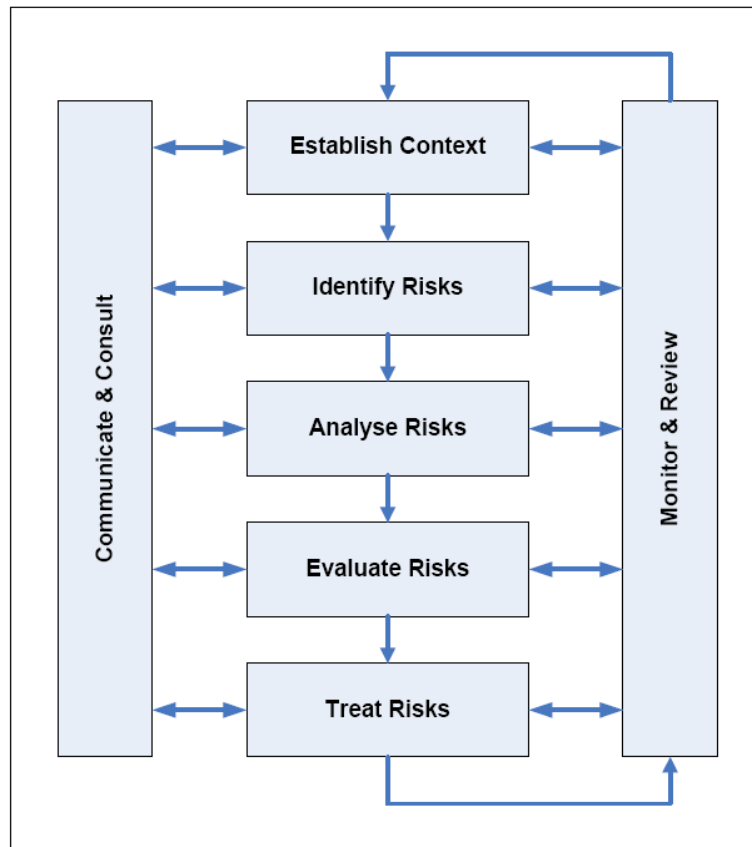 Establish Context
Identify Risks
Analyse Risks
Evaluate Risks
Treat Risks
Communicate & Consult
Monitor & Review